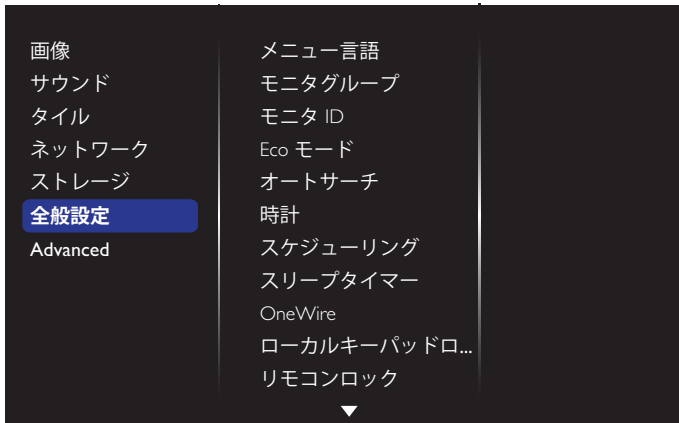 画像
サウンド
タイル
ネットワーク
ストレージ
全般設定
Advanced
メニュー言語
モニタグループ
モニタ ID
Eco モード
オートサーチ
時計
スケジューリング
スリープタイマー
OneWire
ローカルキーパッドロ...
リモコンロック